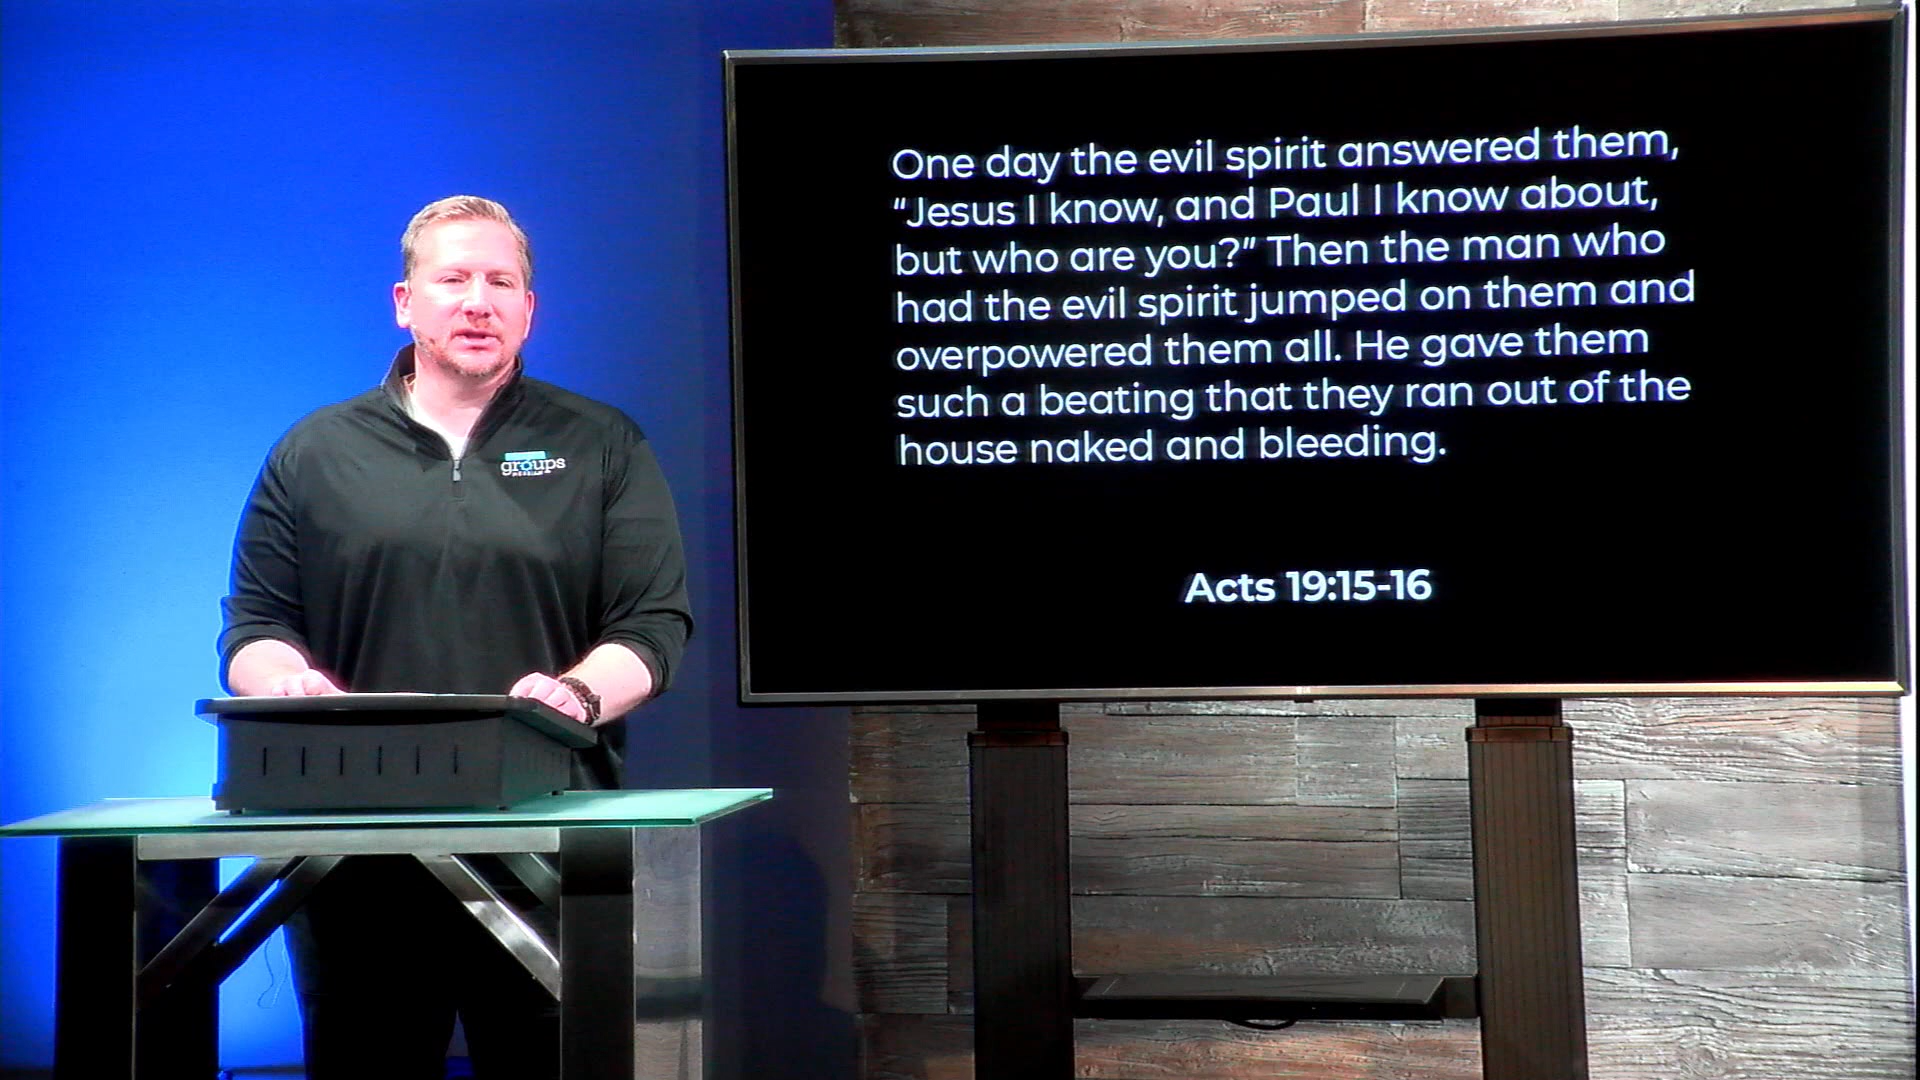 One day the evil spirit answered them,
“Jesus I know, and Paul I know about,
but who are you?” Then the man who
had the evil spirit jumped on them and
overpowered them all. He gave them
such a beating that they ran out of the
house naked and bleeding.
Acts 19:15-16
groups